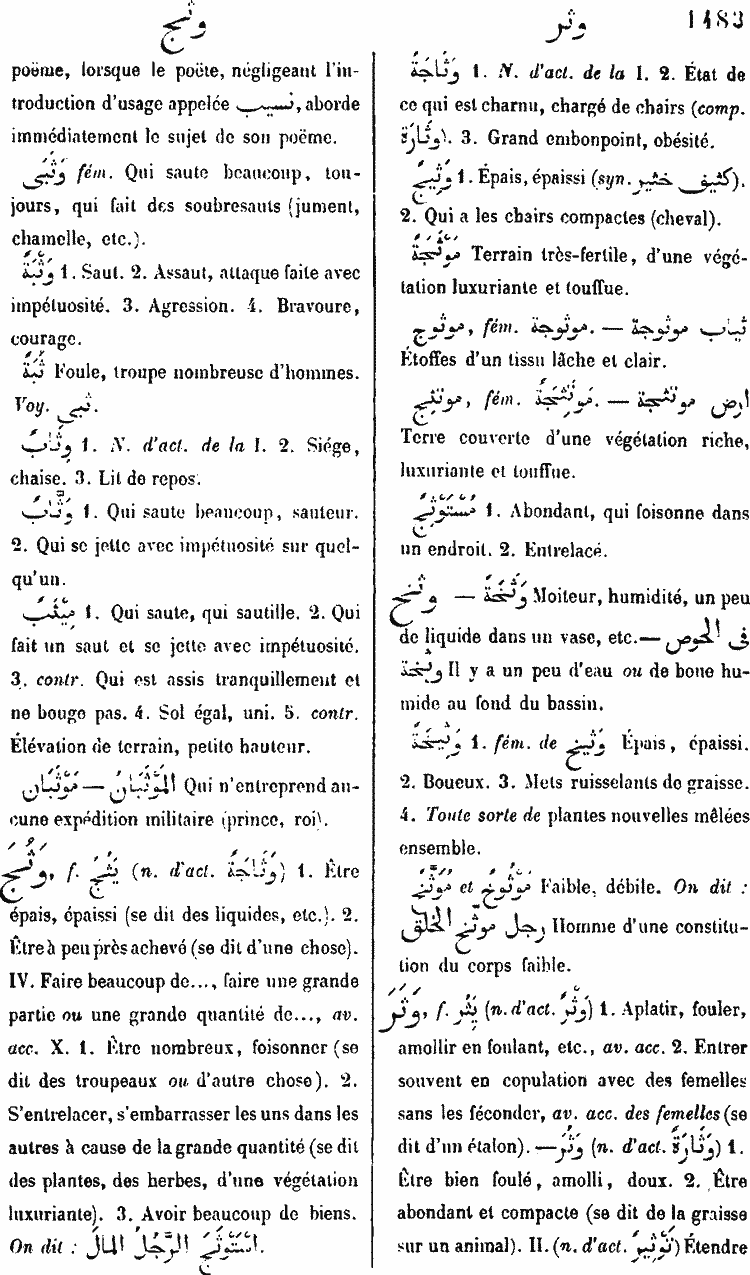 وثج
وثر
1483
poëme, lorsque le poëte, négligeant l'in-
troduction d'usage appelée نسيب, aborde
immédiatement le sujet de son poëme.
وَثَبَى fém. Qui saute beaucoup, tou-
jours, qui fait des soubresauts (jument,
chamelle, etc.).
وَثْبَةٌ 1. Saut. 2. Assaut, attaque faite avec
impétuosité. 3. Agression. 4. Bravoure,
courage.
ثُبَةٌ Foule, troupe nombreuse d'hommes.
Voy. ثبى.
وِثَابٌ 1. N. d'act. de la I. 2. Siége,
chaise. 3. Lit de repos.
وَثَّابٌ 1. Qui saute beaucoup, sauteur.
2. Qui se jette avec impétuosité sur quel-
qu'un.
مِيثَبٌ 1. Qui saute, qui sautille. 2. Qui
fait un saut et se jette avec impétuosité.
3. contr. Qui est assis tranquillement et
ne bouge pas. 4. Sol égal, uni. 5. contr.
Élévation de terrain, petite hauteur.
مَوْثَبَانٌ — المَوْثَبَانُ Qui n'entreprend au-
cune expédition militaire (prince, roi).
وَثُجَ, f. يَثُجُ (n. d'act. وَثَاجَةٌ) 1. Être
épais, épaissi (se dit des liquides, etc.). 2.
Être à peu près achevé (se dit d'une chose).
IV. Faire beaucoup de..., faire une grande
partie ou une grande quantité de..., av.
acc. X. 1. Être nombreux, foisonner (se
dit des troupeaux ou d'autre chose). 2.
S'entrelacer, s'embarrasser les uns dans les
autres à cause de la grande quantité (se dit
des plantes, des herbes, d'une végétation
luxuriante). 3. Avoir beaucoup de biens.
On dit : اسْتَوْثَجَ الرَّجُلُ المالَ.
وَثَاجَةٌ 1. N. d'act. de la I. 2. État de
ce qui est charnu, chargé de chairs (comp.
وثَارَة). 3. Grand embonpoint, obésité.
وَثِيجٌ 1. Épais, épaissi (syn. كثيف خثير).
2. Qui a les chairs compactes (cheval).
مُؤْثَجَةٌ Terrain très-fertile, d'une végé-
tation luxuriante et touffue.
موثوج, fém. موثوجة. — ثياب موثوجة
Étoffes d'un tissu lâche et clair.
موتثج, fém. مُوتَثِجَةٌ. — ارض موتثجة
Terre couverte d'une végétation riche,
luxuriante et touffue.
مُسْتَوْثِجٌ 1. Abondant, qui foisonne dans
un endroit. 2. Entrelacé.
وثخ — وَثَخَةٌ Moiteur, humidité, un peu
de liquide dans un vase, etc.— فى الحوض
وثخة Il y a un peu d'eau ou de boue hu-
mide au fond du bassin.
وَثِيخَةٌ 1. fém. de وَثِيخ Épais, épaissi.
2. Boueux. 3. Mets ruisselants de graisse.
4. Toute sorte de plantes nouvelles mêlées
ensemble.
مُوَثَّخٌ et مَوْثُوخٌ Faible, débile. On dit :
رجل موثَّخ الخلق Homme d'une constitu-
tion du corps faible.
وَثَرَ, f. يَثِرُ (n. d'act. وَثْرٌ) 1. Aplatir, fouler,
amollir en foulant, etc., av. acc. 2. Entrer
souvent en copulation avec des femelles
sans les féconder, av. acc. des femelles (se
dit d'un étalon). — وَثُرَ (n. d'act. وَثَارَةٌ) 1.
Être bien foulé, amolli, doux. 2. Être
abondant et compacte (se dit de la graisse
sur un animal). II. (n. d'act. تَوْثِيرٌ) Étendre